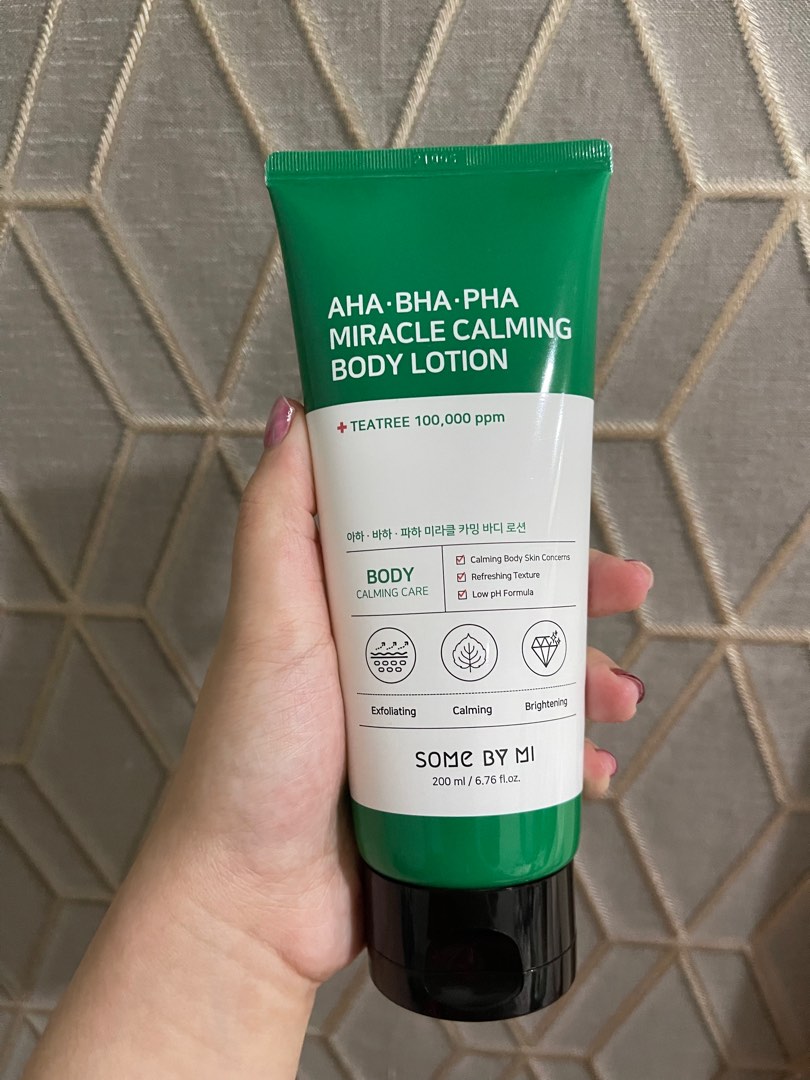 AHA·BHA·PHA
MIRACLE CALMING
BODY LOTION
TEATREE 100,000 ppm
아하·바하·파하 미라클 카밍 바디 로션
BODY
CALMING CARE
Calming Body Skin Concerns
Refreshing Texture
Low pH Formula
Exfoliating
Calming
Brightening
SOME BY MI
200 ml / 6.76 fl.oz.